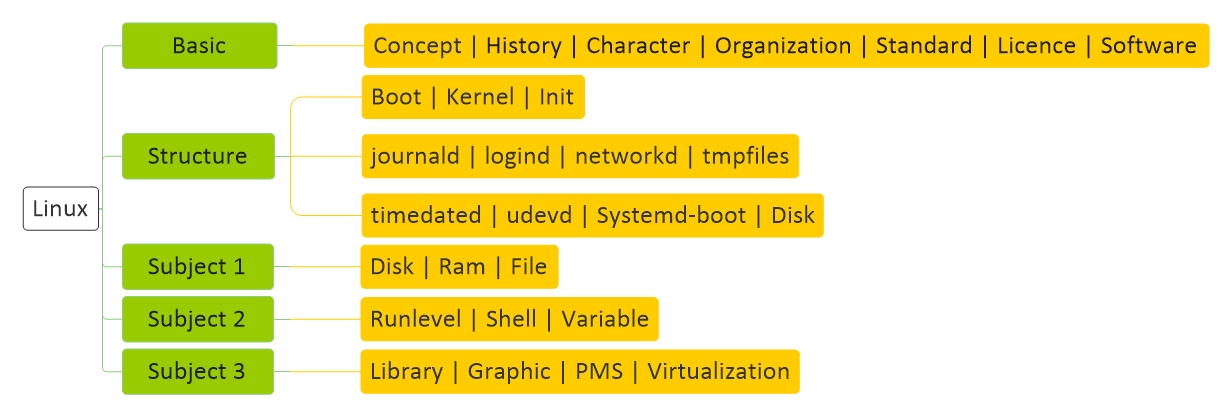 Basic
Concept | History | Character | Organization | Standard | Licence | Software
Boot | Kernel | Init
Structure
journald | logind | networkd | tmpfiles
Linux
timedated | udevd | Systemd-boot | Disk
Subject 1
Disk | Ram | File
Subject 2
Runlevel | Shell | Variable
Subject 3
Library | Graphic | PMS | Virtualization